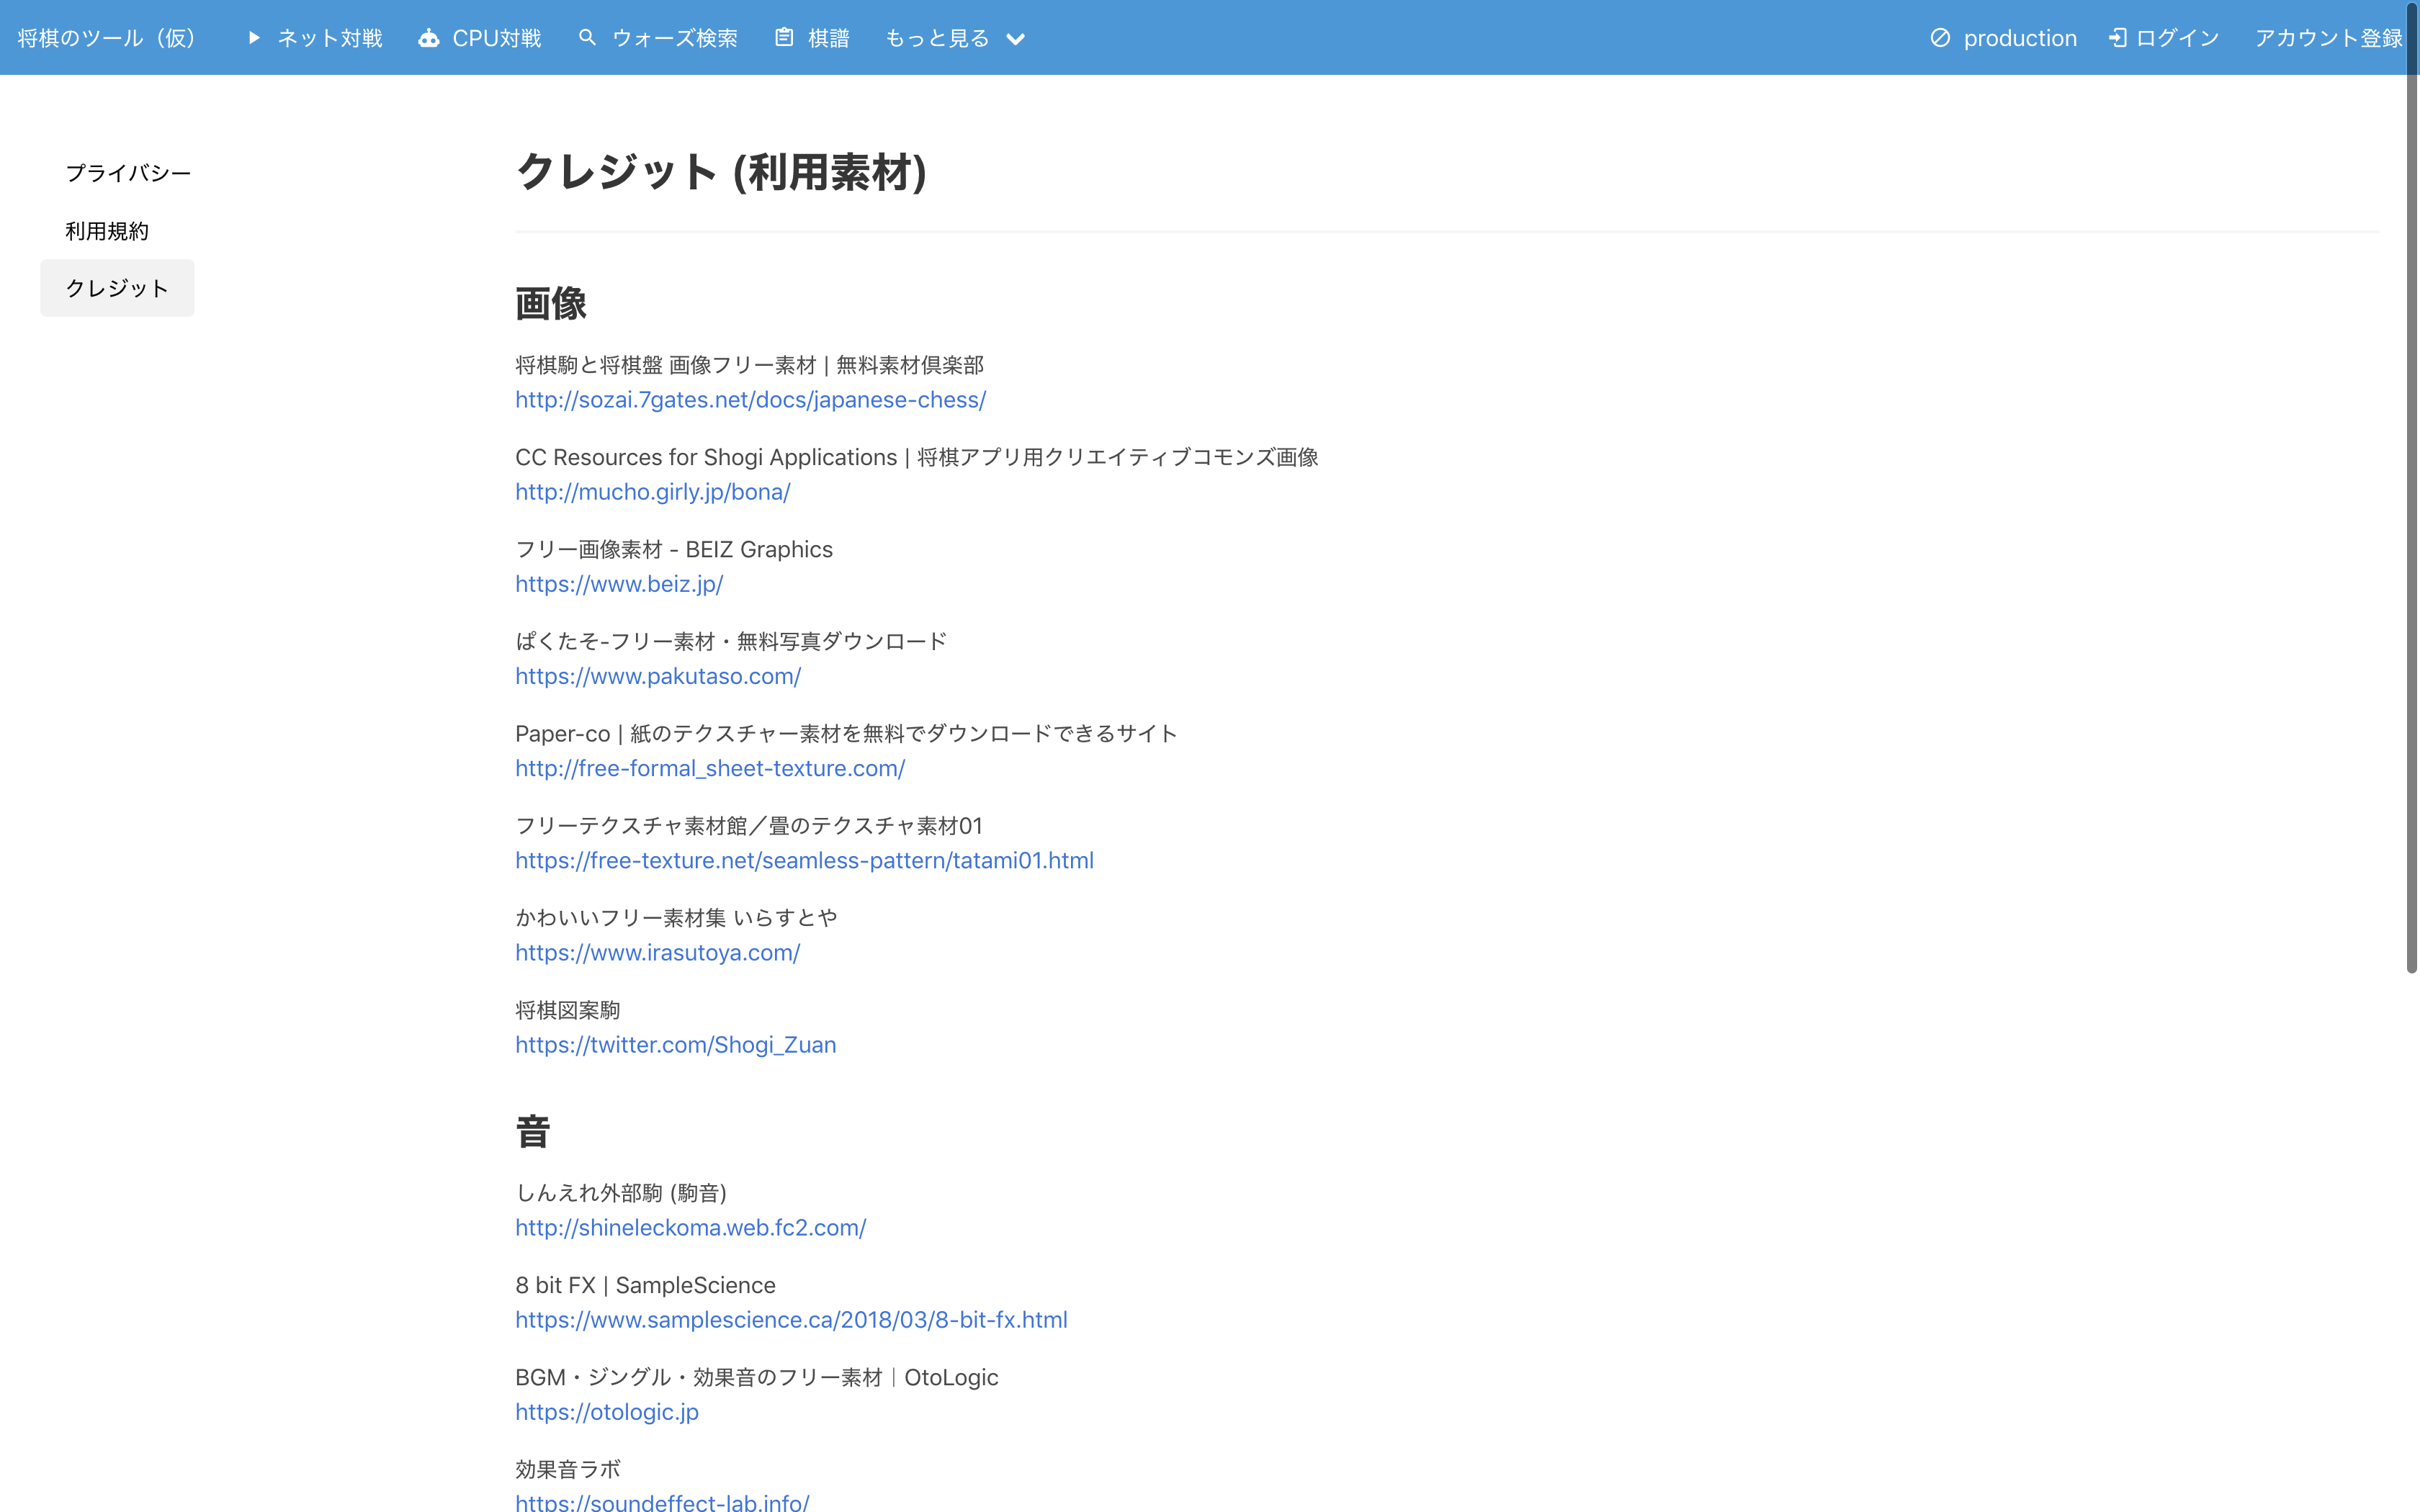 将棋のツール（仮） ネット対戦 CPU対戦 ウォーズ検索 棋譜 もっと見る production ログイン アカウント登録
プライバシー
利用規約
クレジット
クレジット (利用素材)
画像
将棋駒と将棋盤 画像フリー素材 | 無料素材倶楽部
http://sozai.7gates.net/docs/japanese-chess/
CC Resources for Shogi Applications | 将棋アプリ用クリエイティブコモンズ画像
http://mucho.girly.jp/bona/
フリー画像素材 - BEIZ Graphics
https://www.beiz.jp/
ぱくたそ-フリー素材・無料写真ダウンロード
https://www.pakutaso.com/
Paper-co | 紙のテクスチャー素材を無料でダウンロードできるサイト
http://free-formal_sheet-texture.com/
フリーテクスチャ素材館／畳のテクスチャ素材01
https://free-texture.net/seamless-pattern/tatami01.html
かわいいフリー素材集 いらすとや
https://www.irasutoya.com/
将棋図案駒
https://twitter.com/Shogi_Zuan
音
しんえれ外部駒 (駒音)
http://shineleckoma.web.fc2.com/
8 bit FX | SampleScience
https://www.samplescience.ca/2018/03/8-bit-fx.html
BGM・ジングル・効果音のフリー素材｜OtoLogic
https://otologic.jp
効果音ラボ
https://soundeffect-lab.info/